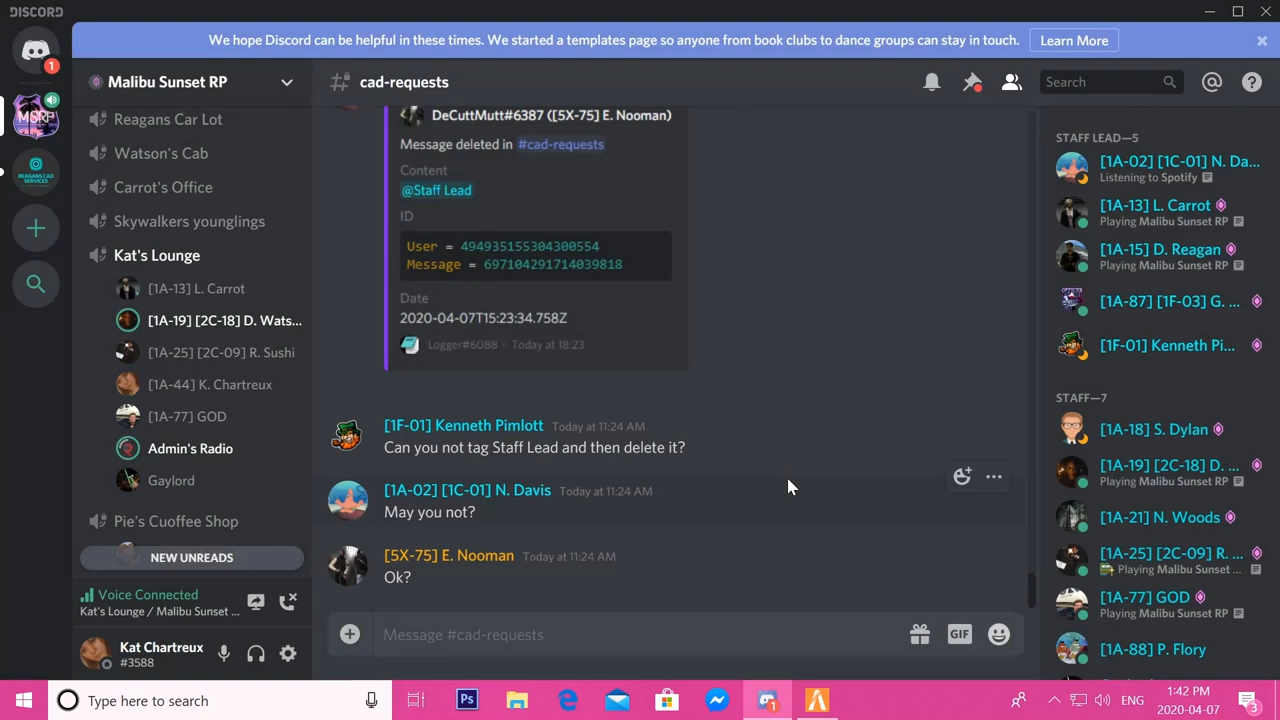 DISCORD
We hope Discord can be helpful in these times. We started a templates page so anyone from book clubs to dance groups can stay in touch.
Learn More
1
MSRP
REAGANS CAD
SERVICES
Malibu Sunset RP
Reagans Car Lot
Watson's Cab
Carrot's Office
Skywalkers younglings
Kat's Lounge
[1A-13] L. Carrot
[1A-19] [2C-18] D. Wats...
[1A-25] [2C-09] R. Sushi
[1A-44] K. Chartreux
[1A-77] GOD
Admin's Radio
Gaylord
Pie's Cuoffee Shop
NEW UNREADS
Voice Connected
Kat's Lounge / Malibu Sunset ...
Kat Chartreux
#3588
# cad-requests
Search
DeCuttMutt#6387 ([5X-75] E. Nooman)
Message deleted in #cad-requests
Content
@Staff Lead
ID
User = 494935155304300554
Message = 697104291714039818
Date
2020-04-07T15:23:34.758Z
Logger#6088 • Today at 18:23
[1F-01] Kenneth Pimlott Today at 11:24 AM
Can you not tag Staff Lead and then delete it?
[1A-02] [1C-01] N. Davis Today at 11:24 AM
May you not?
[5X-75] E. Nooman Today at 11:24 AM
Ok?
Message #cad-requests
GIF
STAFF LEAD—5
[1A-02] [1C-01] N. Da...
Listening to Spotify
[1A-13] L. Carrot
Playing Malibu Sunset RP
[1A-15] D. Reagan
Playing Malibu Sunset RP
[1A-87] [1F-03] G. ...
[1F-01] Kenneth Pi...
STAFF—7
[1A-18] S. Dylan
[1A-19] [2C-18] D. ...
Playing Malibu Sunset RP
[1A-21] N. Woods
[1A-25] [2C-09] R. ...
Playing Malibu Sunset ...
[1A-77] GOD
Playing Malibu Sunset RP
[1A-88] P. Flory
Type here to search
Ps
1
ENG
1:42 PM
2020-04-07
3